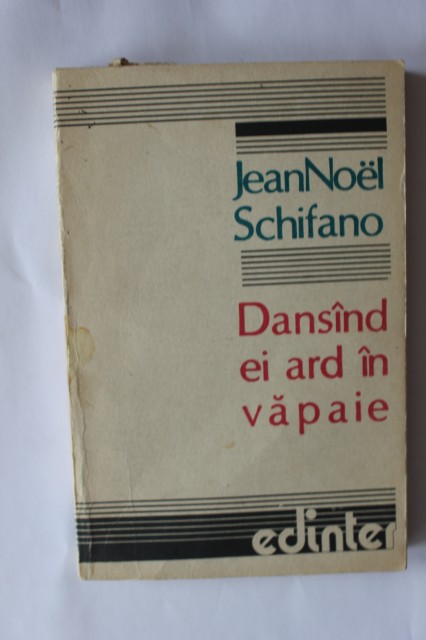 JeanNoël
Schifano
Dansînd
ei ard în
văpaie
edinter